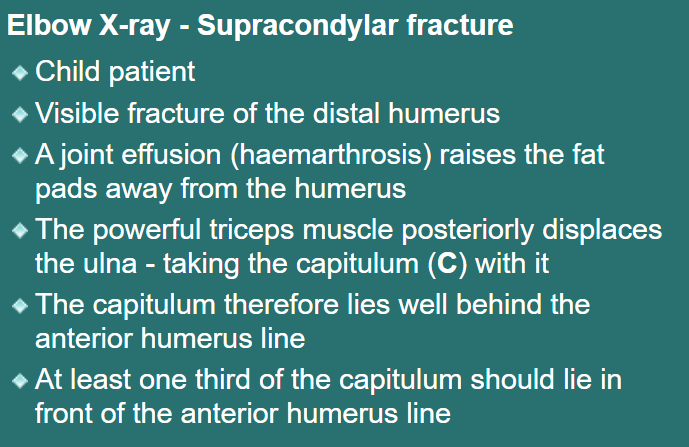 Elbow X-ray - Supracondylar fracture
Child patient
Visible fracture of the distal humerus
A joint effusion (haemarthrosis) raises the fat
pads away from the humerus
The powerful triceps muscle posteriorly displaces
the ulna - taking the capitulum (C) with it
The capitulum therefore lies well behind the
anterior humerus line
At least one third of the capitulum should lie in
front of the anterior humerus line